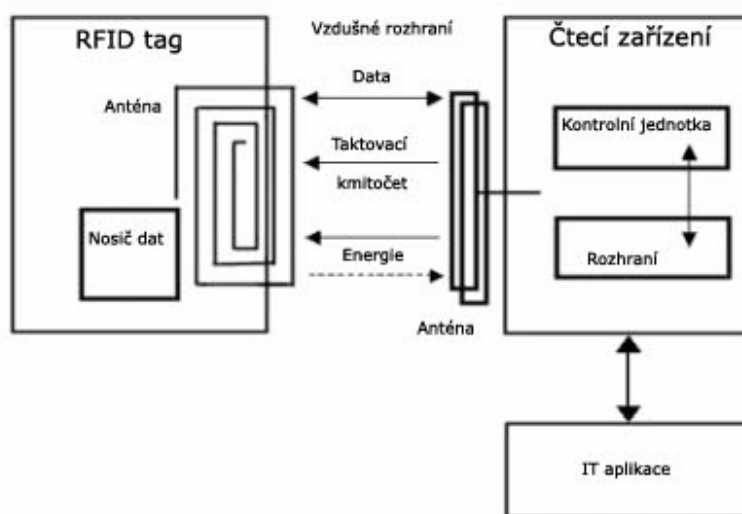 RFID tag
Vzdušné rozhraní
Čtecí zařízení
Anténa
Data
Taktovací
kmitočet
Kontrolní jednotka
Nosič dat
Energie
Rozhraní
Anténa
IT aplikace